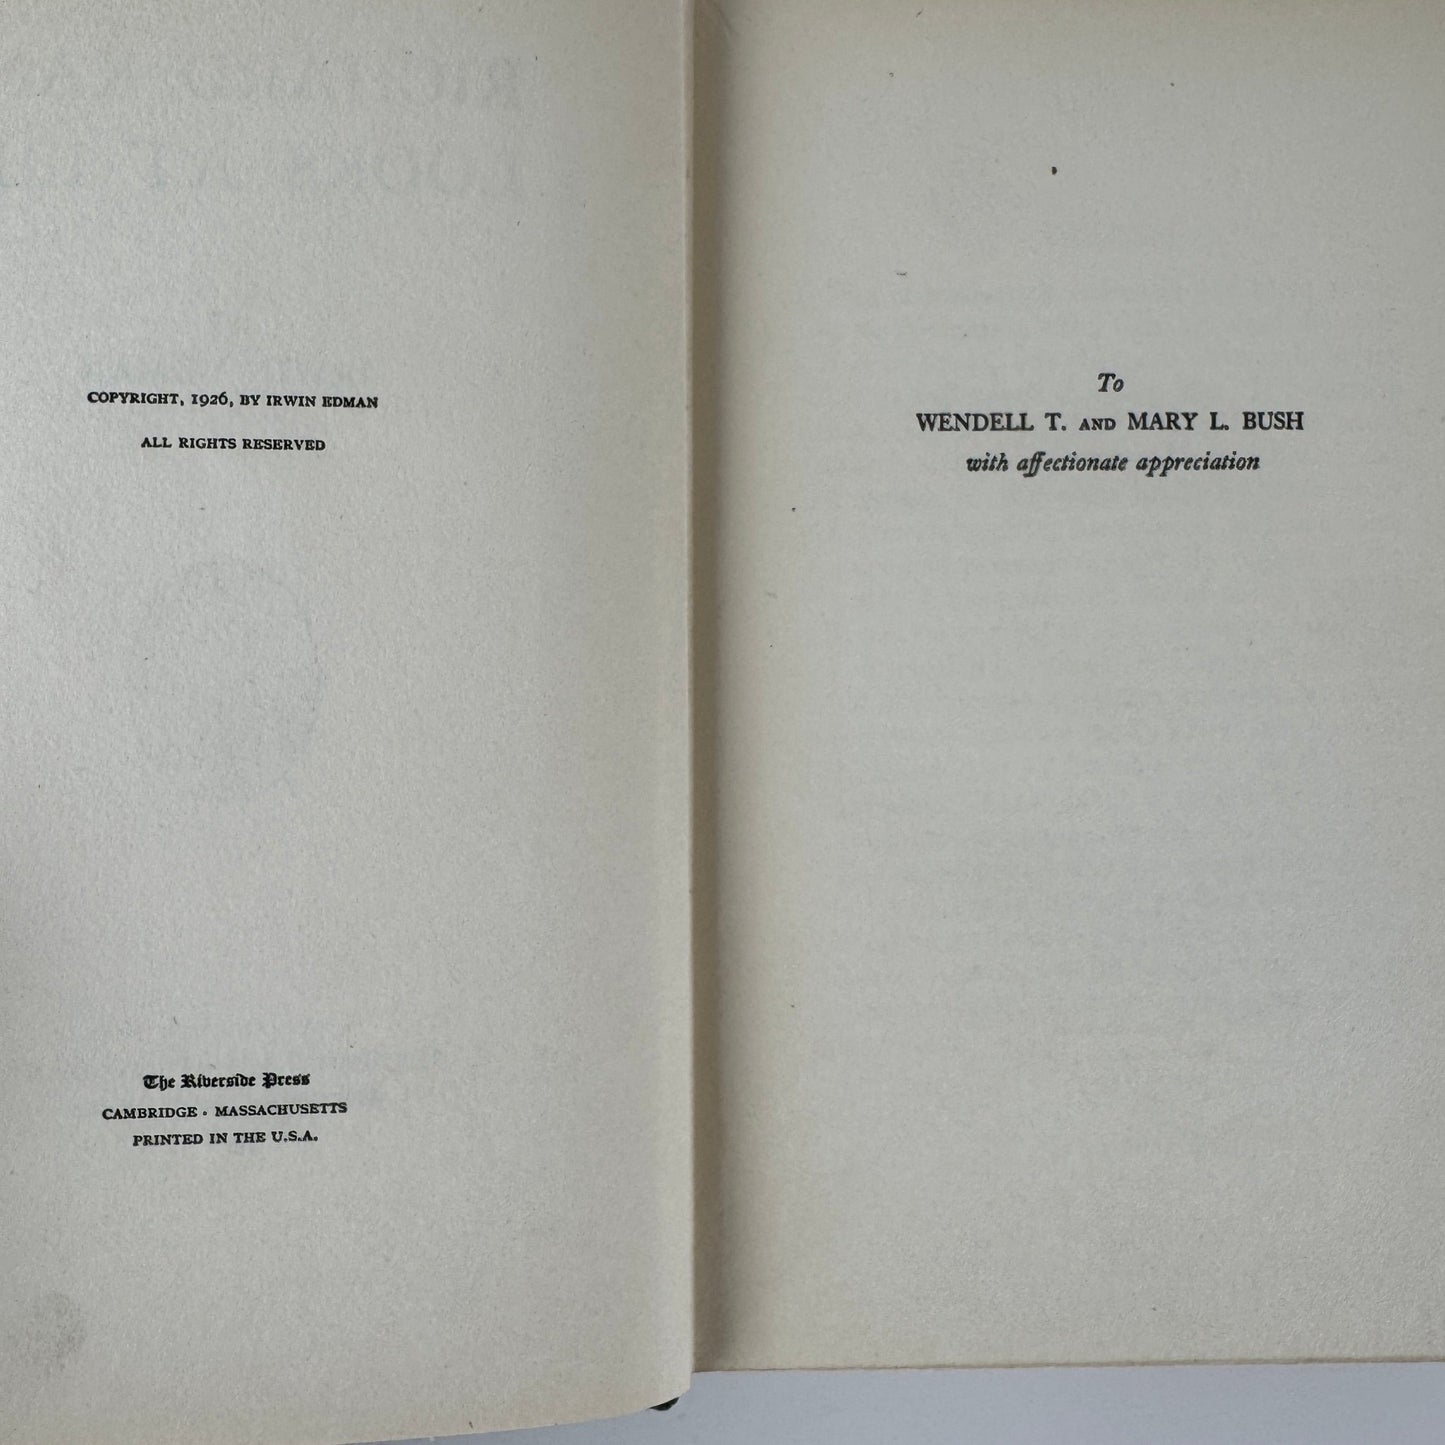 COPYRIGHT, 1926, BY IRWIN EDMAN
ALL RIGHTS RESERVED
The Riverside Press
CAMBRIDGE . MASSACHUSETTS
PRINTED IN THE U.S.A.
To
WENDELL T. AND MARY L. BUSH
with affectionate appreciation